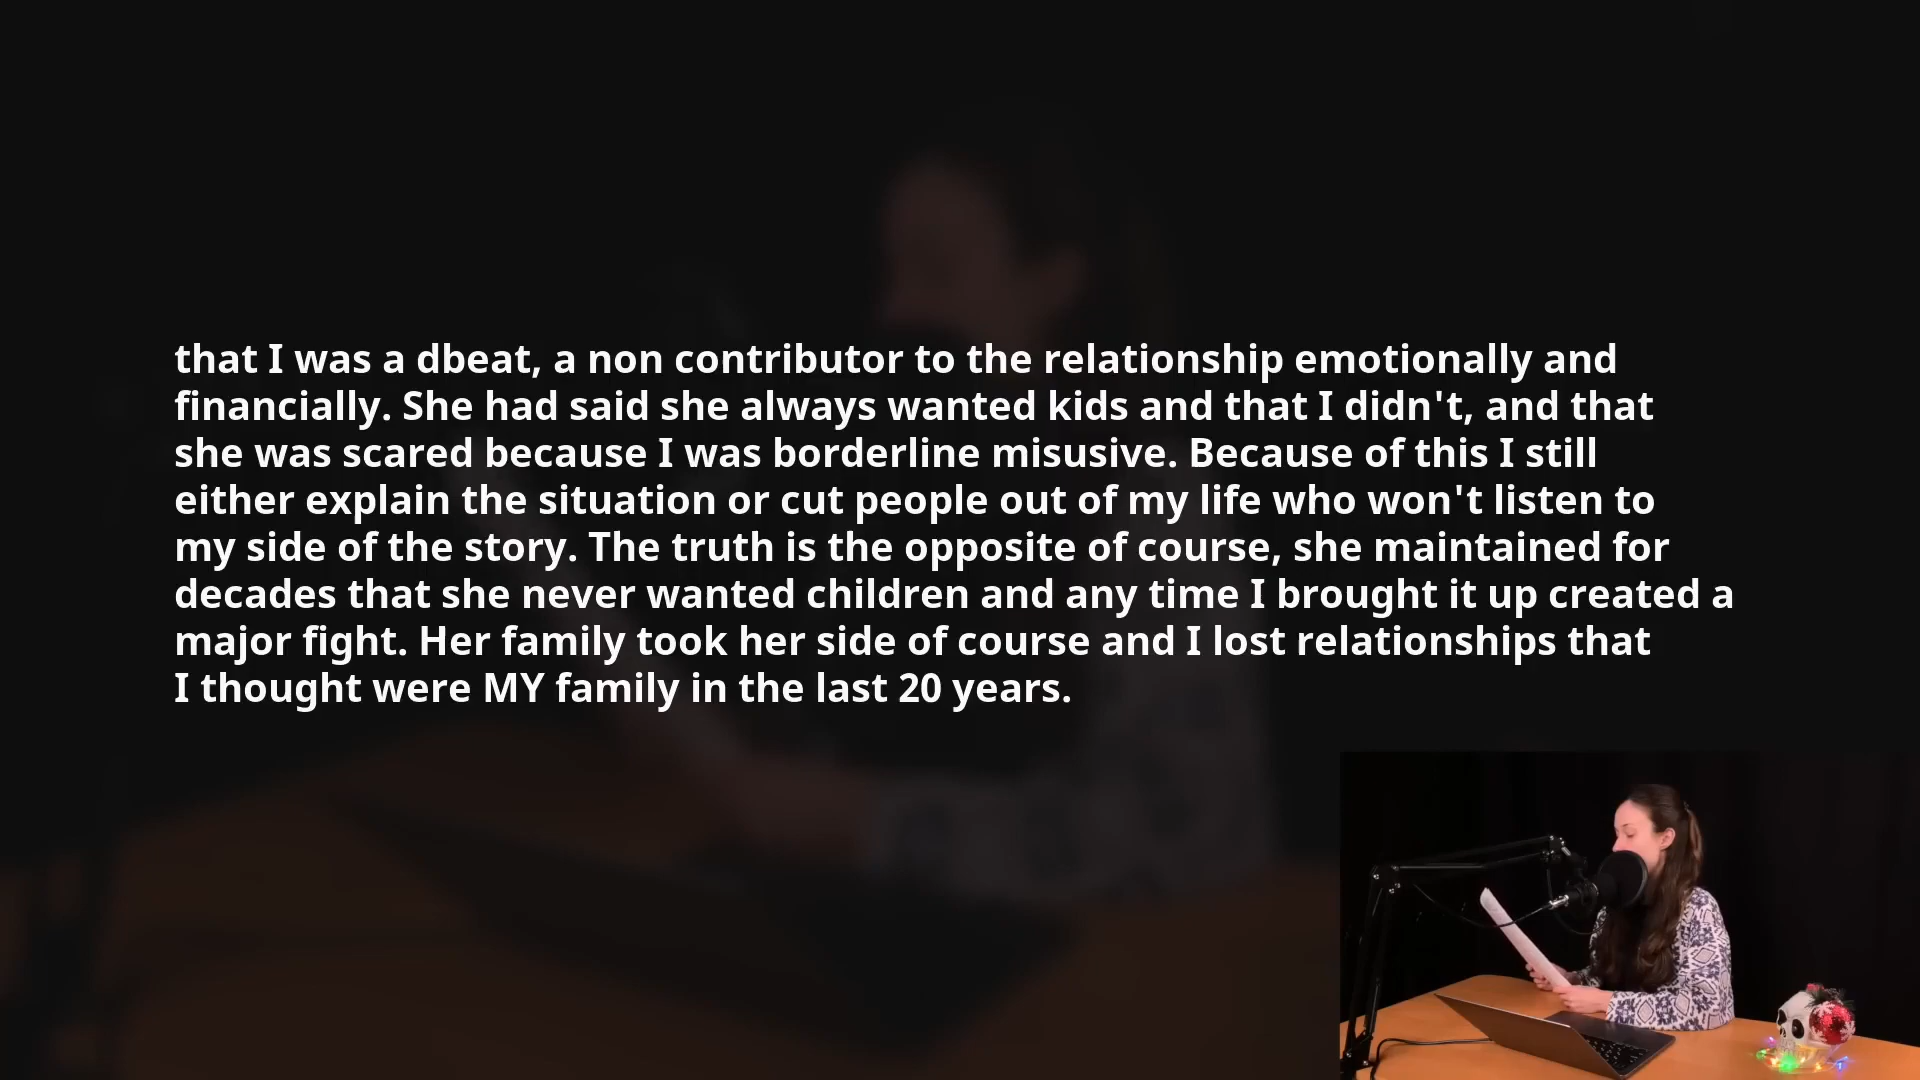 that I was a dbeat, a non contributor to the relationship emotionally and
financially. She had said she always wanted kids and that I didn't, and that
she was scared because I was borderline misusive. Because of this I still
either explain the situation or cut people out of my life who won't listen to
my side of the story. The truth is the opposite of course, she maintained for
decades that she never wanted children and any time I brought it up created a
major fight. Her family took her side of course and I lost relationships that
I thought were MY family in the last 20 years.